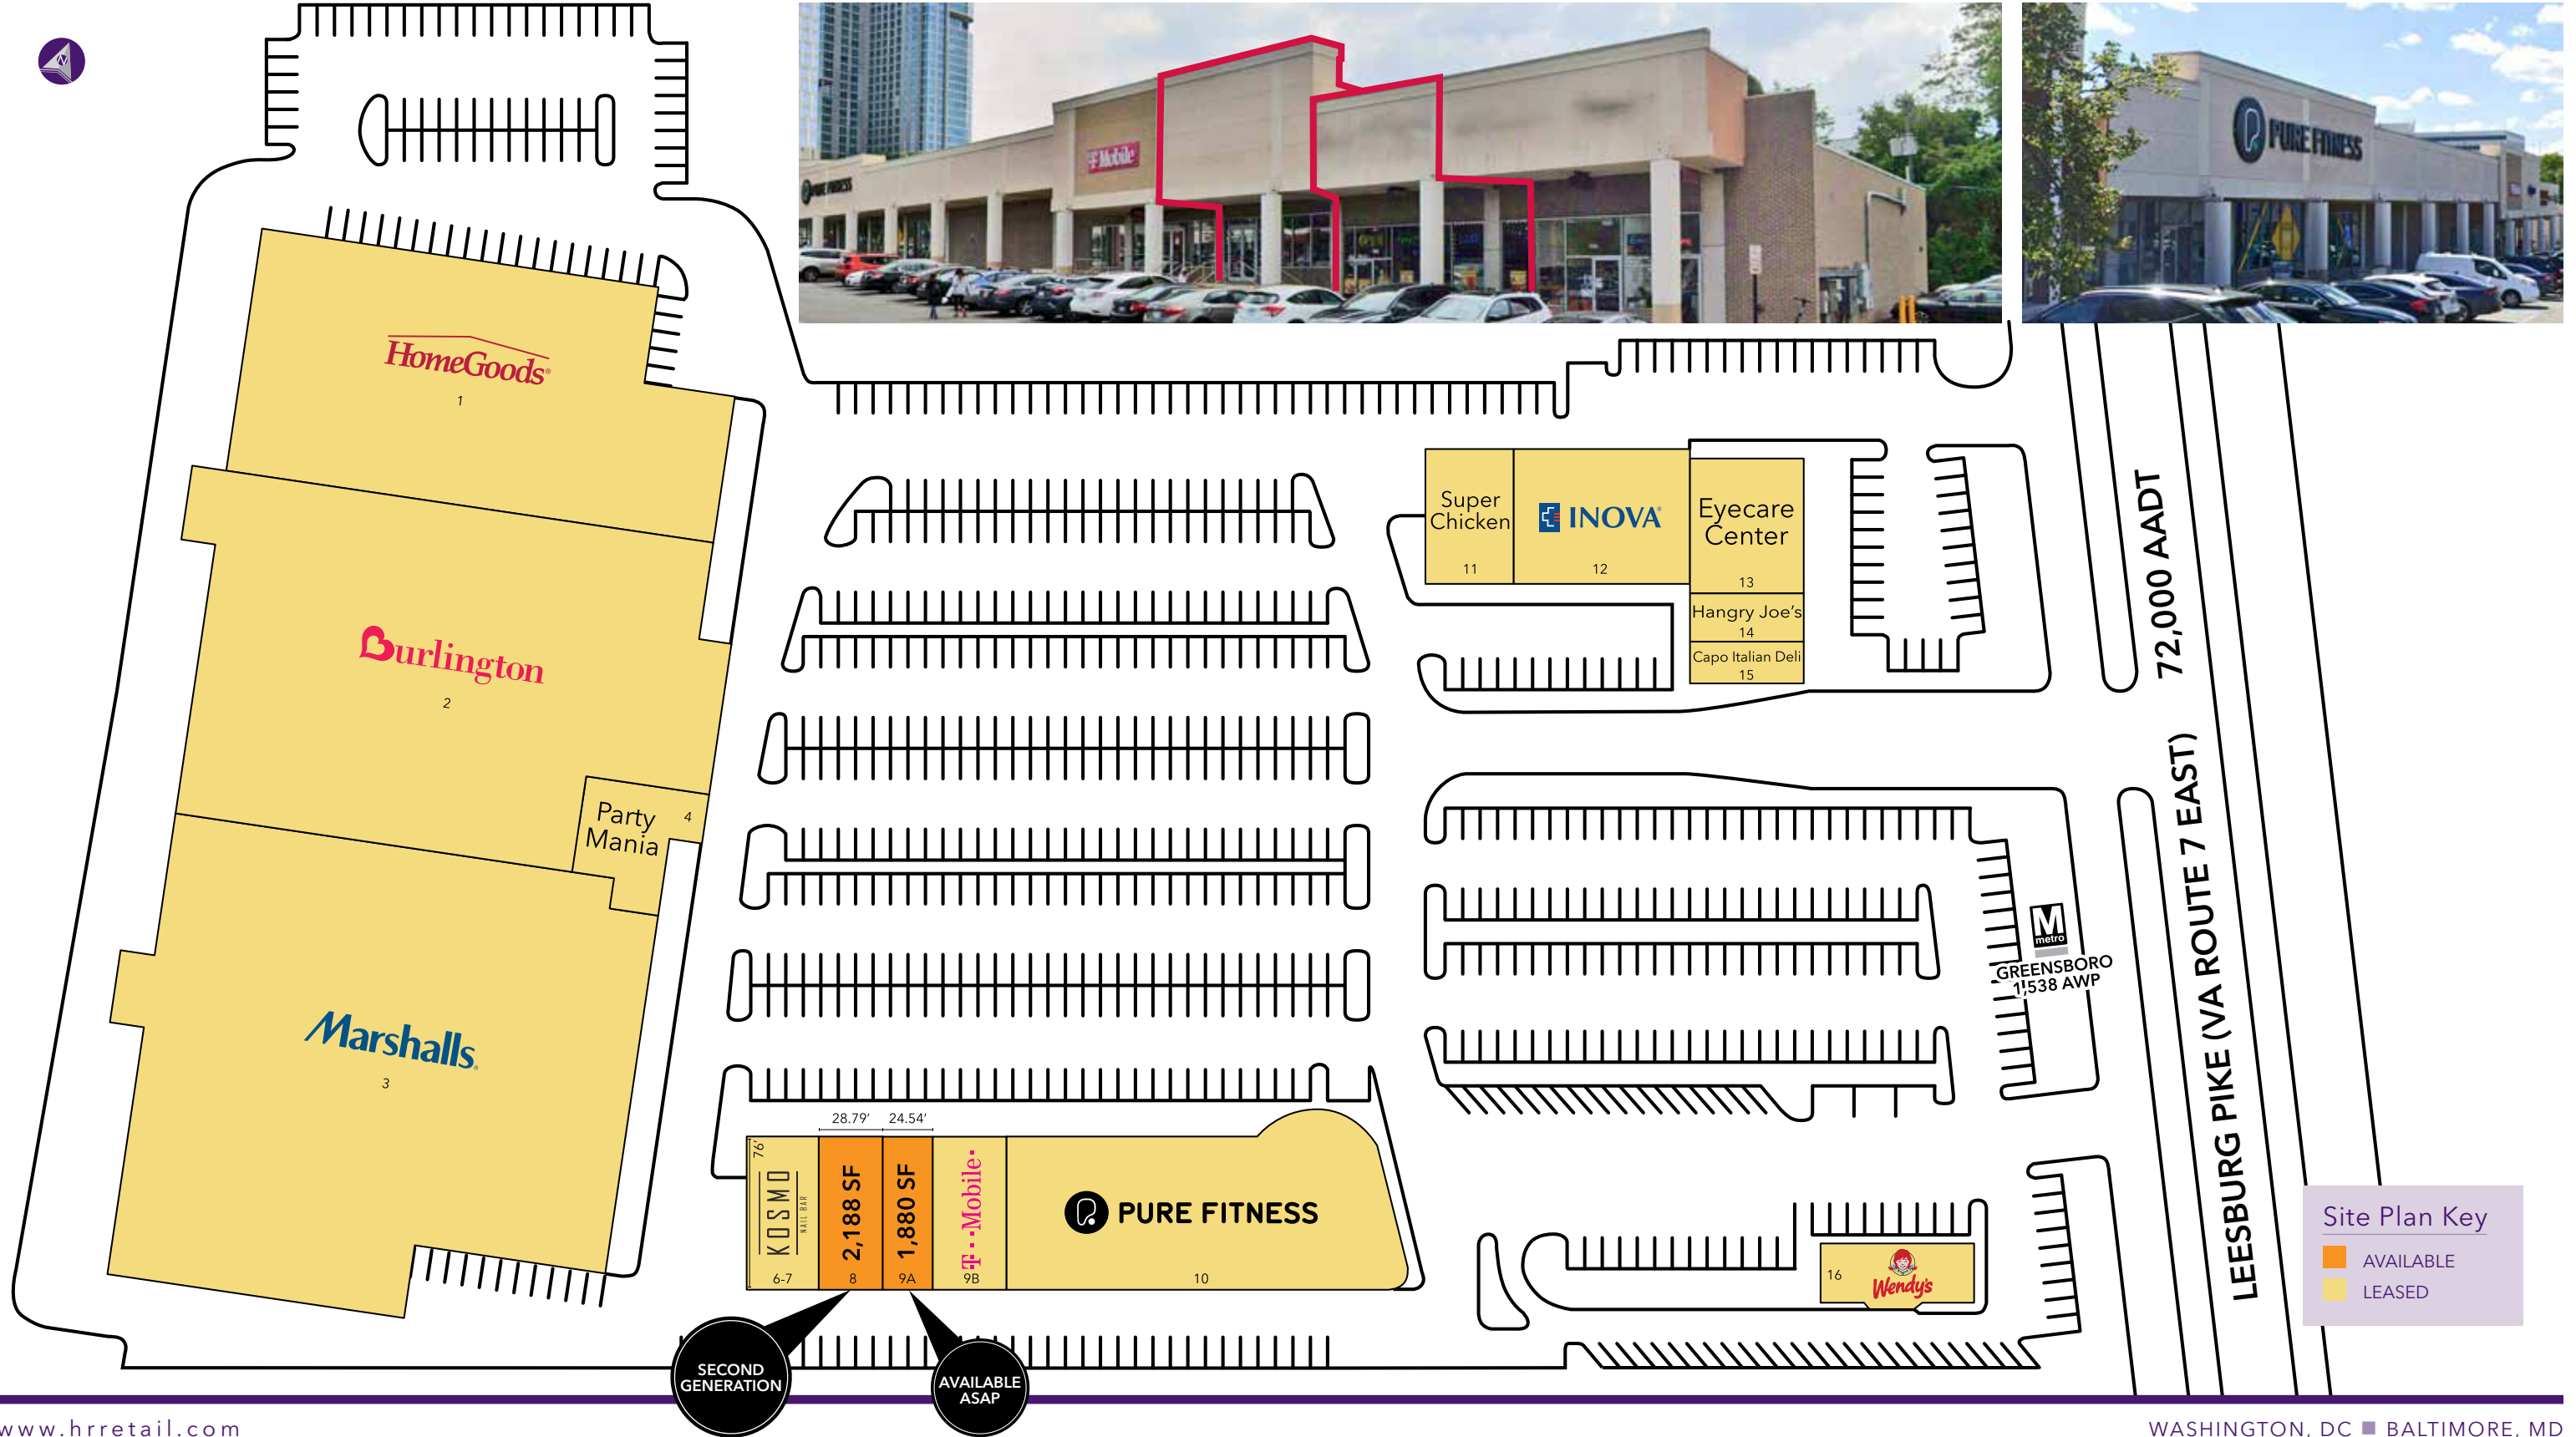 N
T Mobile
PURE FITNESS
PURE FITNESS
HomeGoods®
1
Burlington
2
Party
Mania
4
Marshalls®
3
Super
Chicken
11
INOVA®
12
Eyecare
Center
13
Hangry Joe's
14
Capo Italian Deli
15
72,000 AADT
LEESBURG PIKE (VA ROUTE 7 EAST)
M
metro
GREENSBORO
1,538 AWP
28.79'
24.54'
76'
KOSMO
NAIL BAR
6-7
2,188 SF
8
1,880 SF
9A
T··Mobile·
9B
PURE FITNESS
10
16
Wendy's
SECOND
GENERATION
AVAILABLE
ASAP
Site Plan Key
AVAILABLE
LEASED
www.hrretail.com
WASHINGTON, DC ■ BALTIMORE, MD